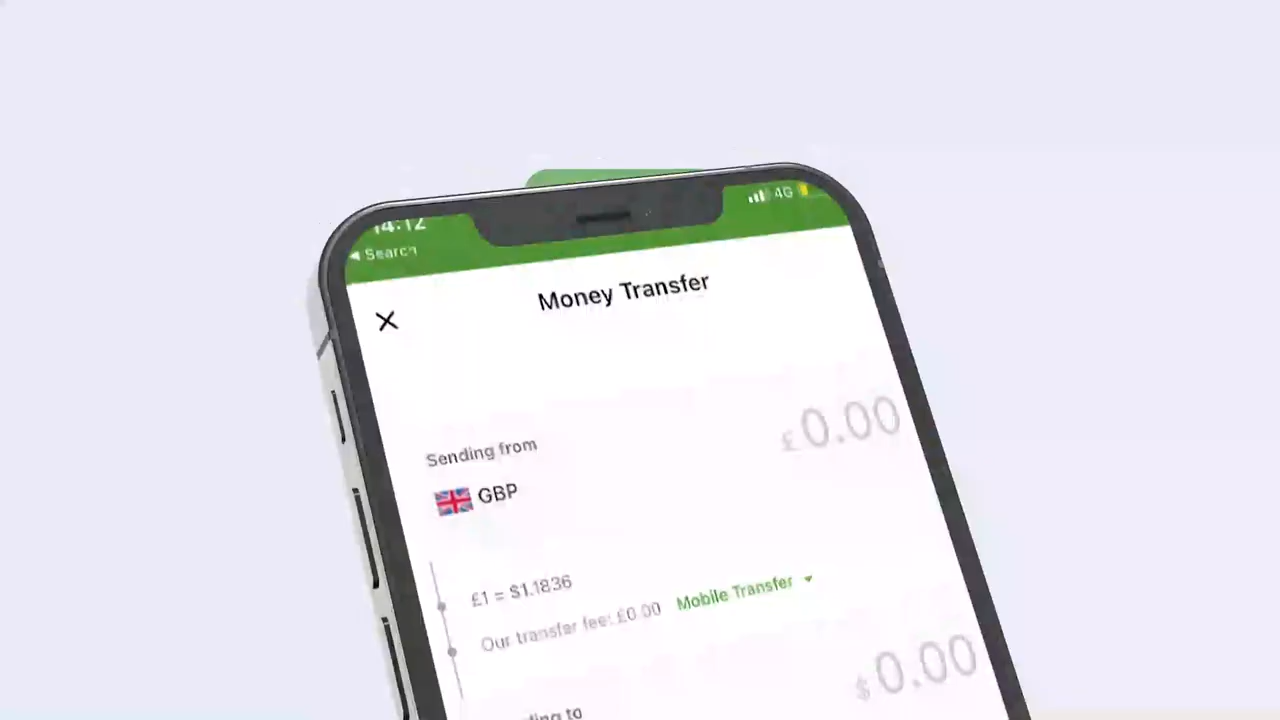 14:12
4G
Search
Money Transfer
£0.00
Sending from
GBP
£1 = $1.1836
Our transfer fee: £0.00 Mobile Transfer
$0.00
to